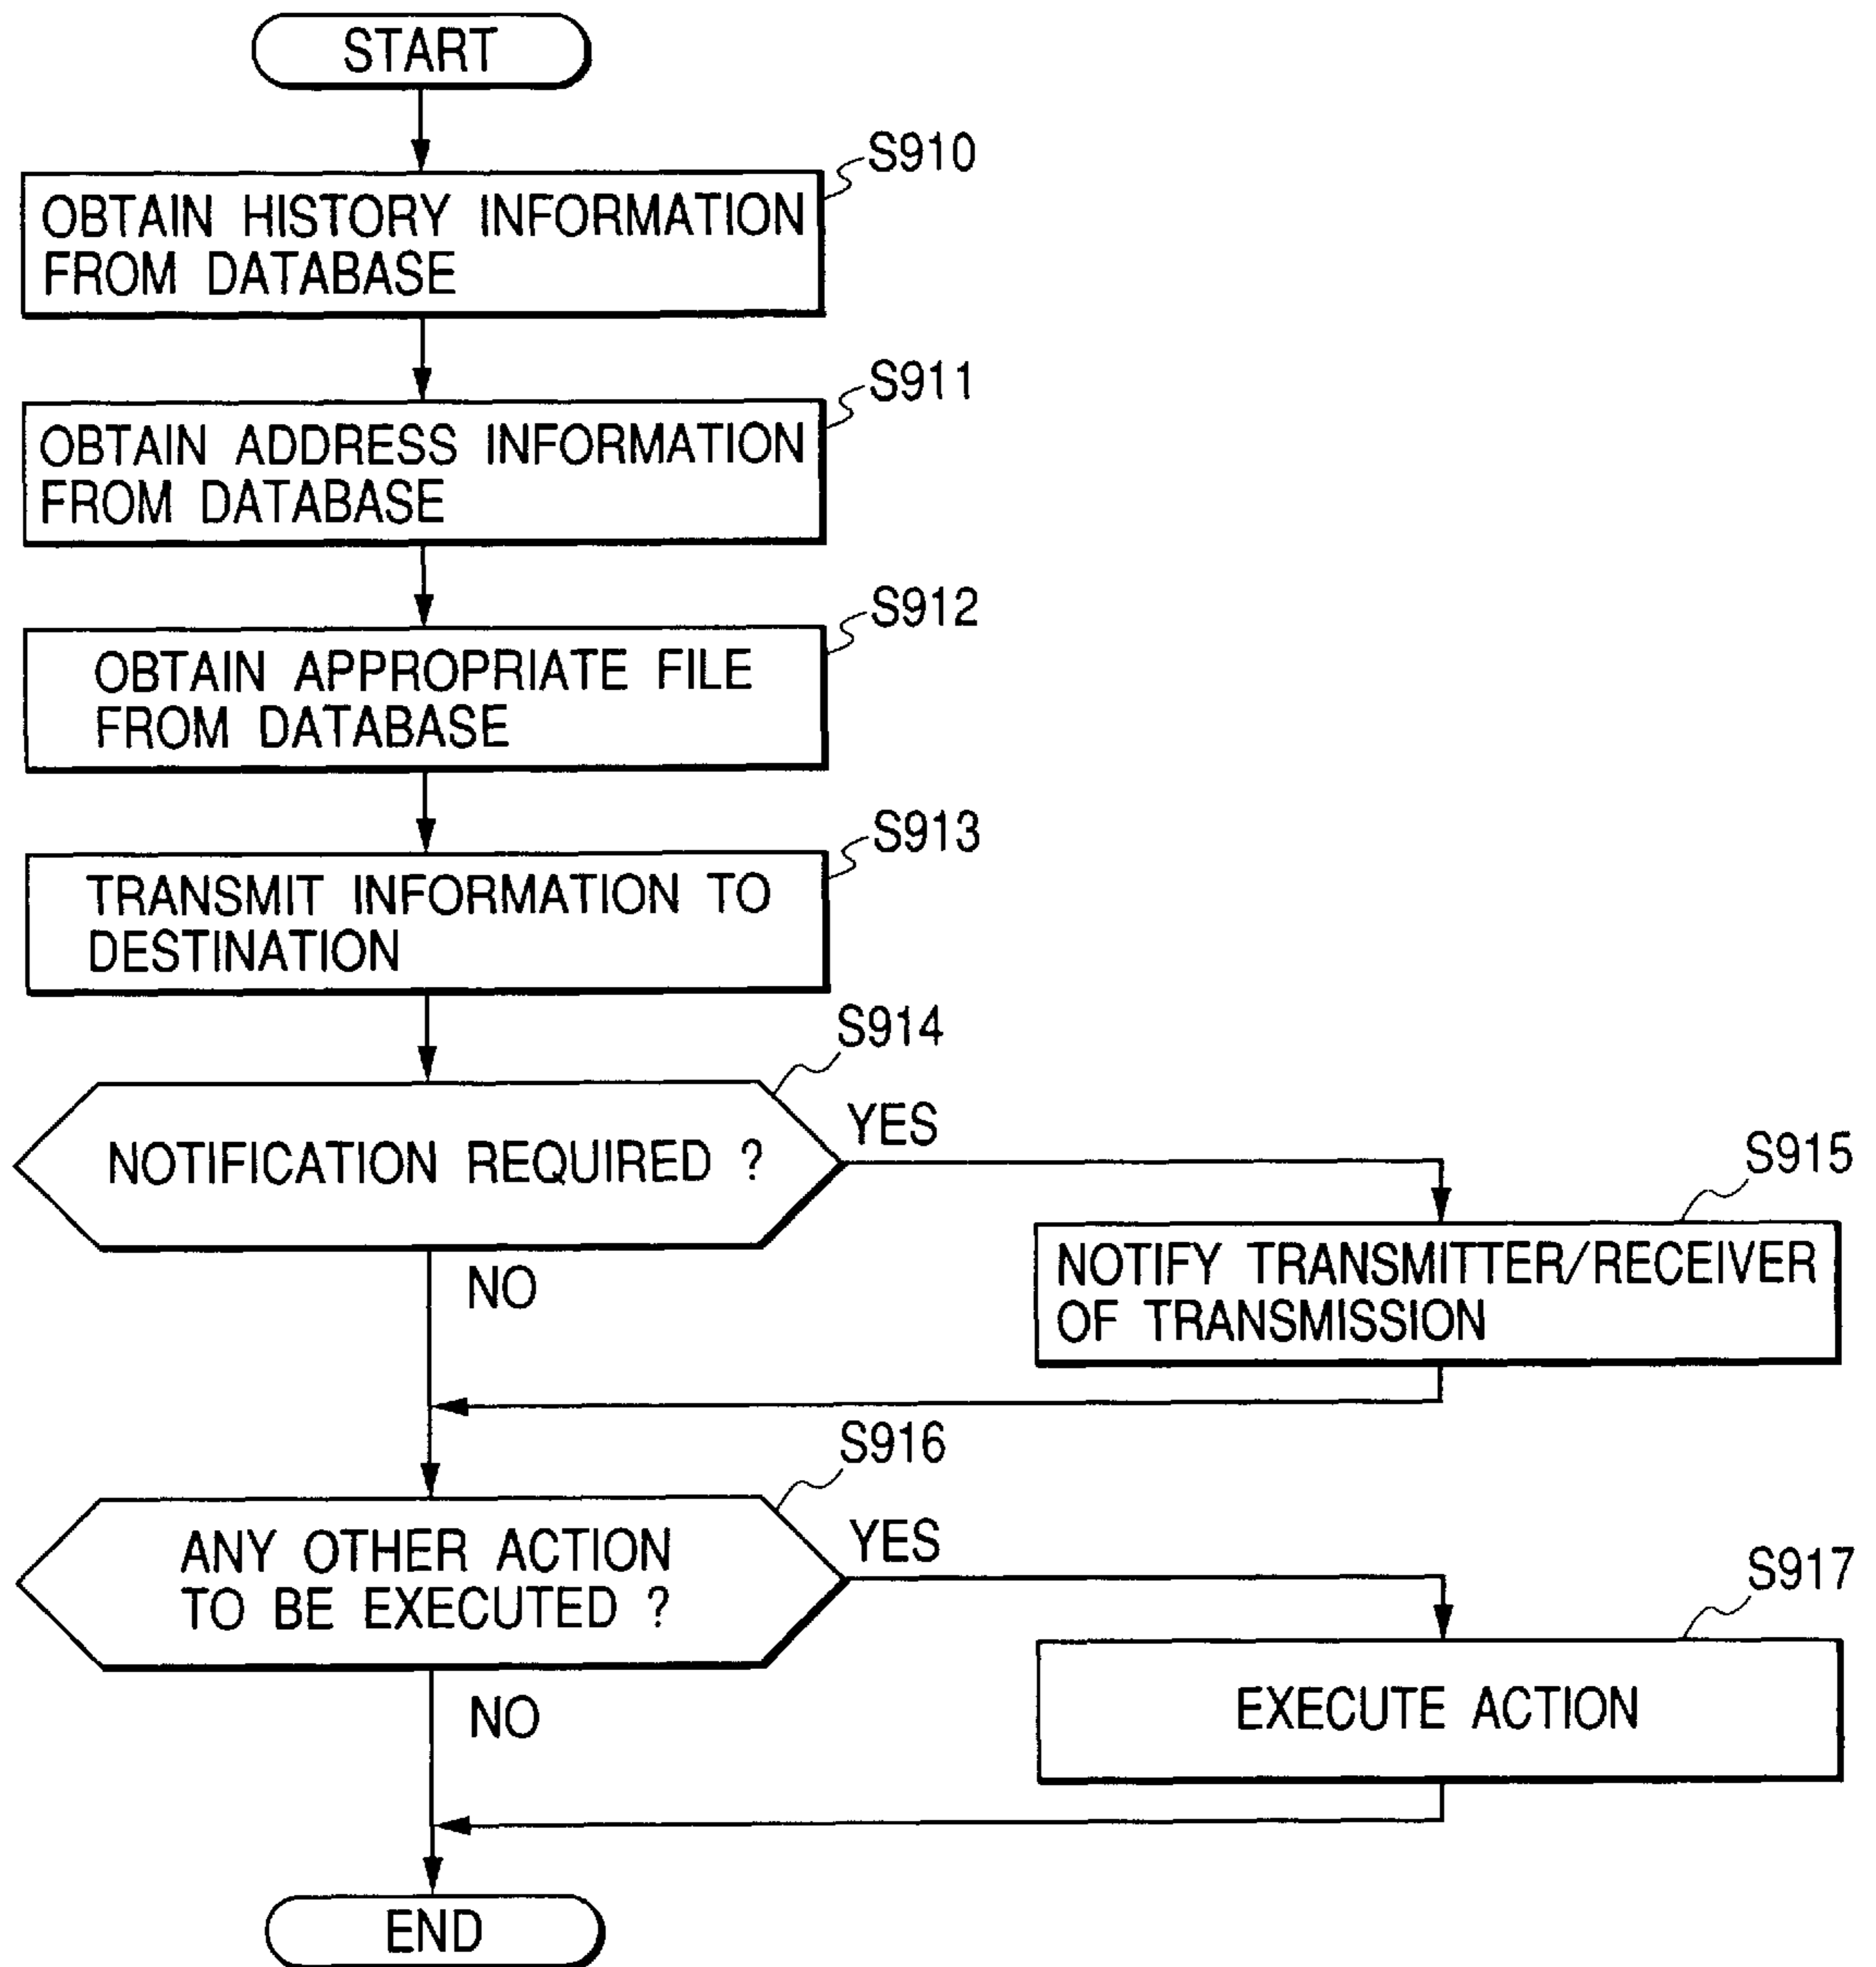 START
S910
OBTAIN HISTORY INFORMATION
FROM DATABASE
S911
OBTAIN ADDRESS INFORMATION
FROM DATABASE
S912
OBTAIN APPROPRIATE FILE
FROM DATABASE
S913
TRANSMIT INFORMATION TO
DESTINATION
S914
NOTIFICATION REQUIRED ?
YES
S915
NOTIFY TRANSMITTER/RECEIVER
OF TRANSMISSION
NO
S916
ANY OTHER ACTION
TO BE EXECUTED ?
YES
S917
EXECUTE ACTION
NO
END